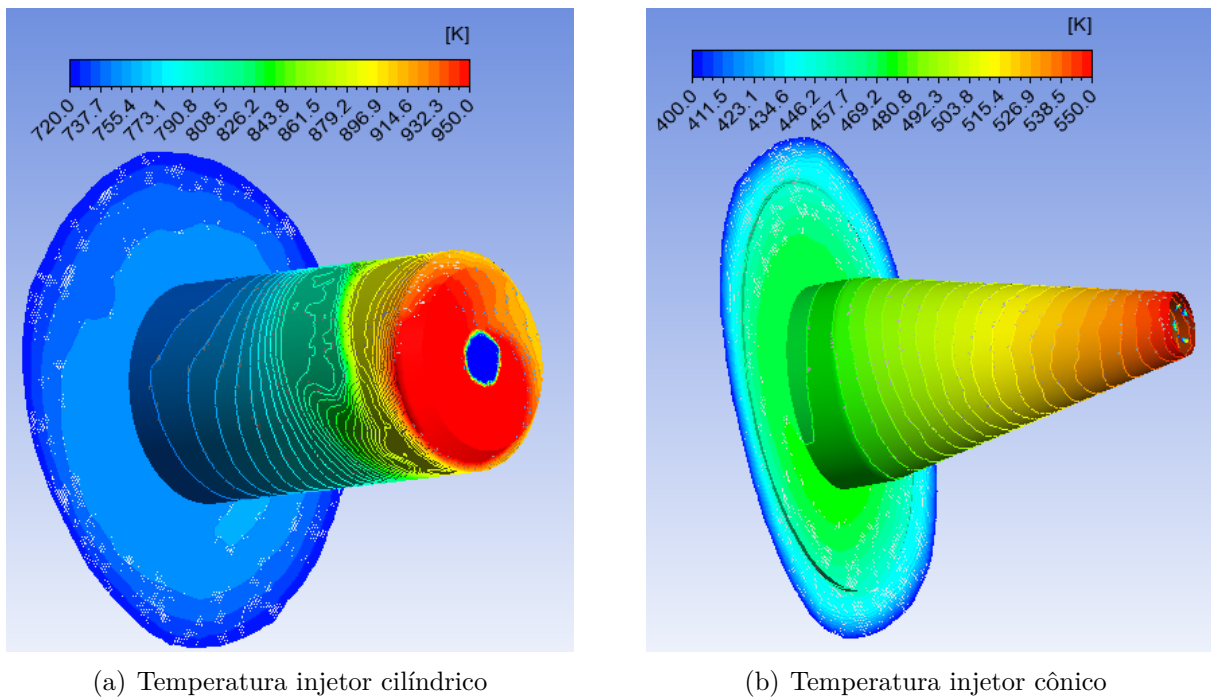 [K]
720.0 737.7 755.4 773.1 790.8 808.5 826.2 843.8 861.5 879.2 896.9 914.6 932.3 950.0
[K]
400.0 411.5 423.1 434.6 446.2 457.7 469.2 480.8 492.3 503.8 515.4 526.9 538.5 550.0
(a) Temperatura injetor cilíndrico
(b) Temperatura injetor cônico